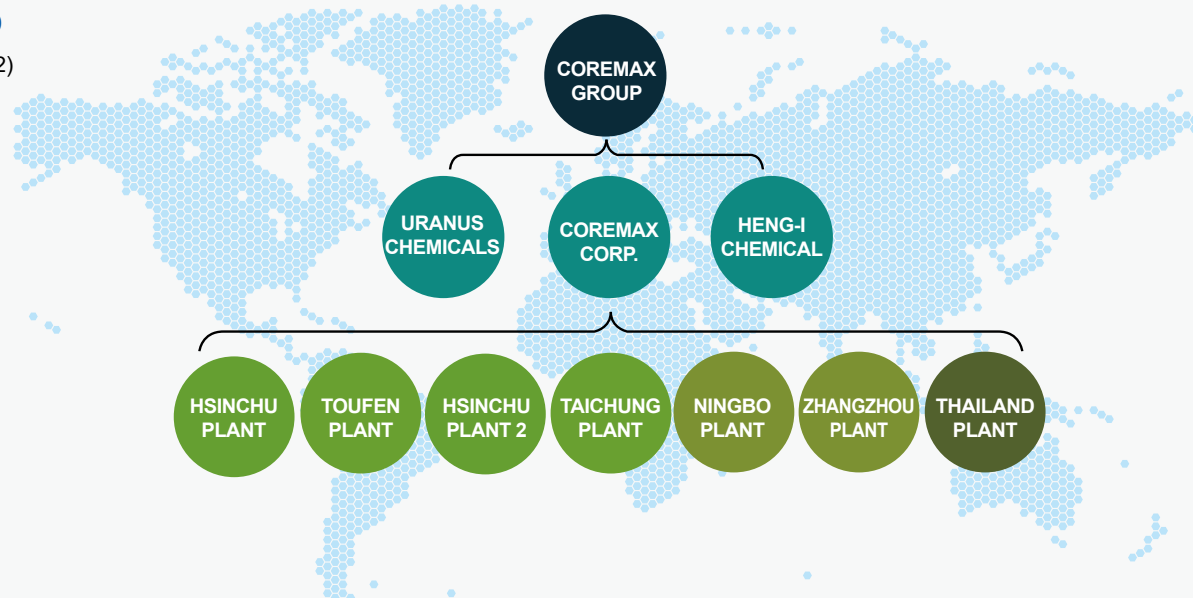 )
2)
COREMAX
GROUP
URANUS
CHEMICALS
COREMAX
CORP.
HENG-I
CHEMICAL
HSINCHU
PLANT
TOUFEN
PLANT
HSINCHU
PLANT 2
TAICHUNG
PLANT
NINGBO
PLANT
ZHANGZHOU
PLANT
THAILAND
PLANT